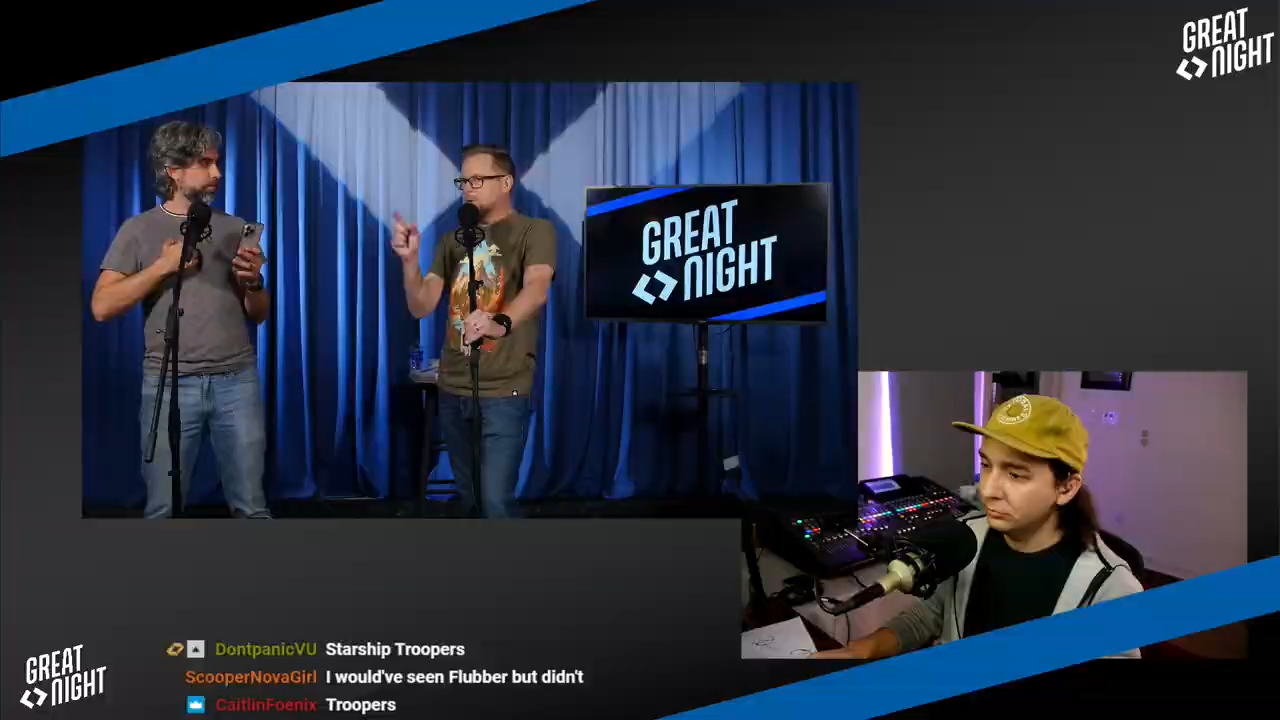 GREAT
NIGHT
GREAT
NIGHT
GREAT
NIGHT
DontpanicVU Starship Troopers
ScooperNovaGirl I would've seen Flubber but didn't
CaitlinFoenix Troopers